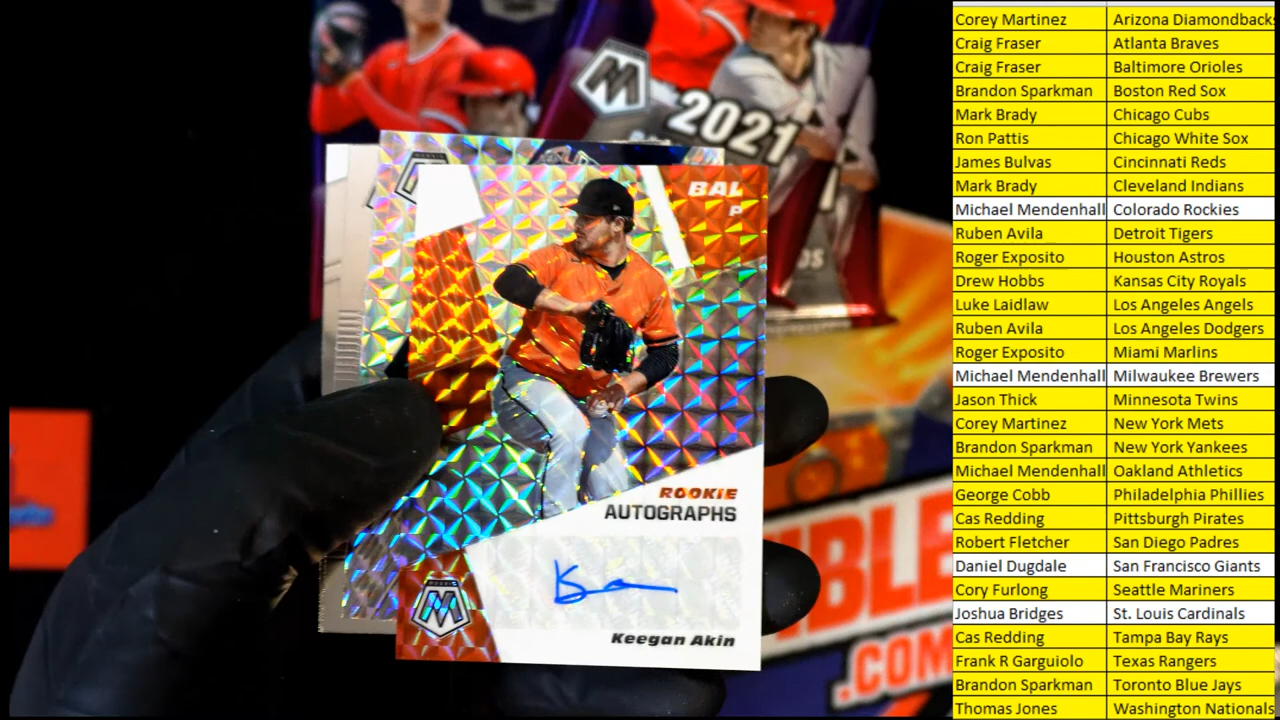 2021
BAL
P
ROOKIE
AUTOGRAPHS
Keegan Akin
IBLE
.COM
Corey Martinez Arizona Diamondback
Craig Fraser Atlanta Braves
Craig Fraser Baltimore Orioles
Brandon Sparkman Boston Red Sox
Mark Brady Chicago Cubs
Ron Pattis Chicago White Sox
James Bulvas Cincinnati Reds
Mark Brady Cleveland Indians
Michael Mendenhall Colorado Rockies
Ruben Avila Detroit Tigers
Roger Exposito Houston Astros
Drew Hobbs Kansas City Royals
Luke Laidlaw Los Angeles Angels
Ruben Avila Los Angeles Dodgers
Roger Exposito Miami Marlins
Michael Mendenhall Milwaukee Brewers
Jason Thick Minnesota Twins
Corey Martinez New York Mets
Brandon Sparkman New York Yankees
Michael Mendenhall Oakland Athletics
George Cobb Philadelphia Phillies
Cas Redding Pittsburgh Pirates
Robert Fletcher San Diego Padres
Daniel Dugdale San Francisco Giants
Cory Furlong Seattle Mariners
Joshua Bridges St. Louis Cardinals
Cas Redding Tampa Bay Rays
Frank R Garguiolo Texas Rangers
Brandon Sparkman Toronto Blue Jays
Thomas Jones Washington Nationals